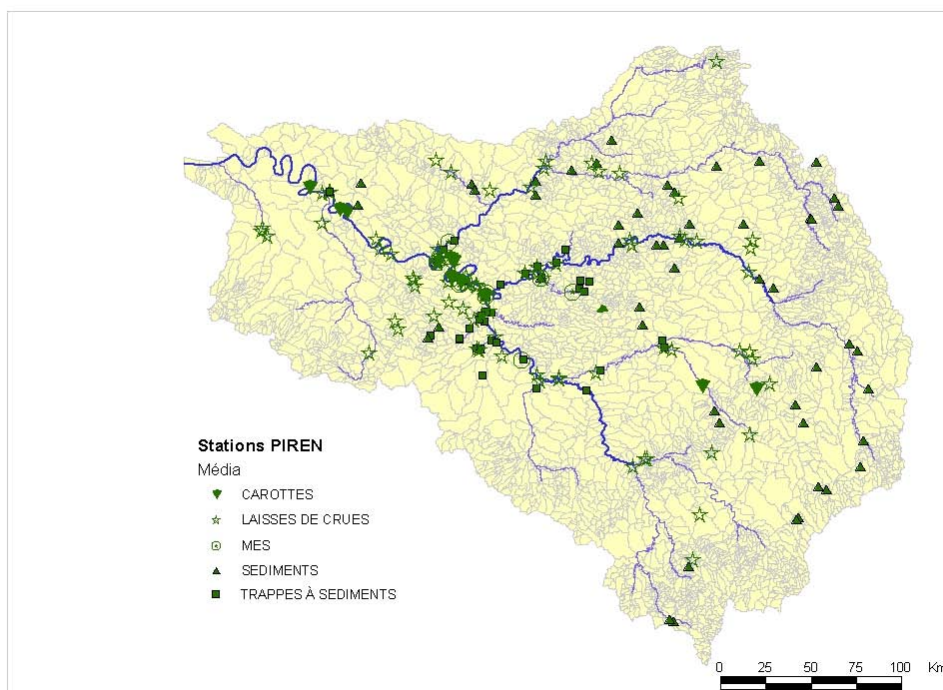 Stations PIREN
Média
CAROTTES
LAISSES DE CRUES
MES
SEDIMENTS
TRAPPES À SEDIMENTS
0 25 50 75 100 Km